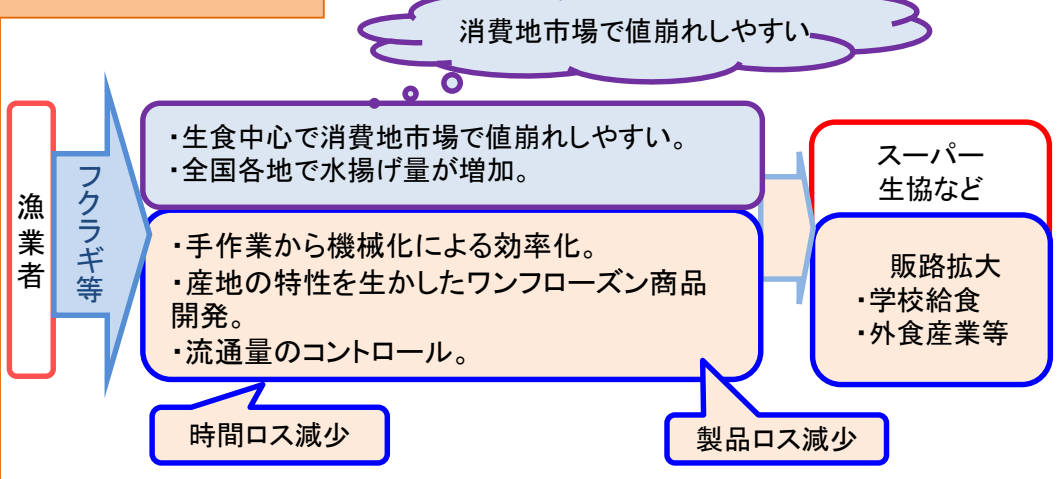 消費地市場で値崩れしやすい
漁業者
フクラギ等
・生食中心で消費地市場で値崩れしやすい。
・全国各地で水揚げ量が増加。
・手作業から機械化による効率化。
・産地の特性を生かしたワンフローズン商品
開発。
・流通量のコントロール。
時間ロス減少
製品ロス減少
スーパー
生協など
販路拡大
・学校給食
・外食産業等